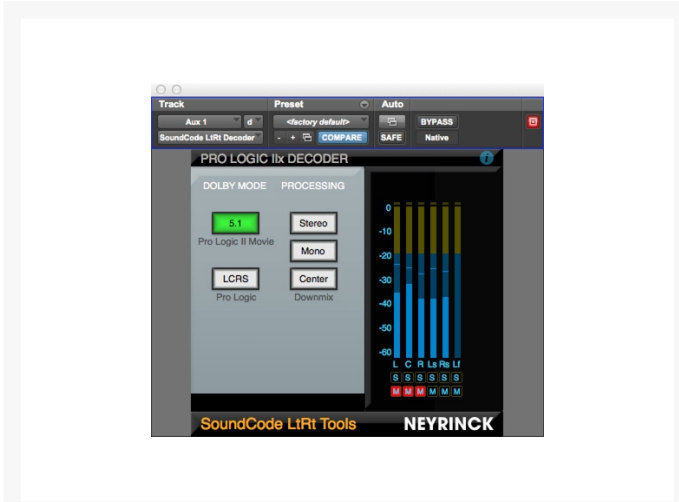 Track Preset Auto
Aux 1 d <factory default> BYPASS
SoundCode LtRt Decoder - + COMPARE SAFE Native
PRO LOGIC IIx DECODER i
DOLBY MODE PROCESSING
5.1 Stereo
Pro Logic II Movie
Mono
LCRS Center
Pro Logic Downmix
0
-10
-20
-30
-40
-50
-60
L C R Ls Rs Lf
S S S S S S
M M M M M M
SoundCode LtRt Tools NEYRINCK